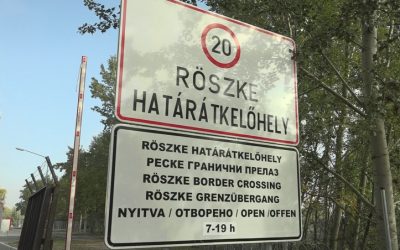 20
RÖSZKE
HATÁRÁTKELŐHELY
RÖSZKE HATÁRÁTKELŐHELY
РЕСКЕ ГРАНИЧНИ ПРЕЛАЗ
RÖSZKE BORDER CROSSING
RÖSZKE GRENZÜBERGANG
NYITVA / ОТВОРЕНО / OPEN /OFFEN
7-19 h